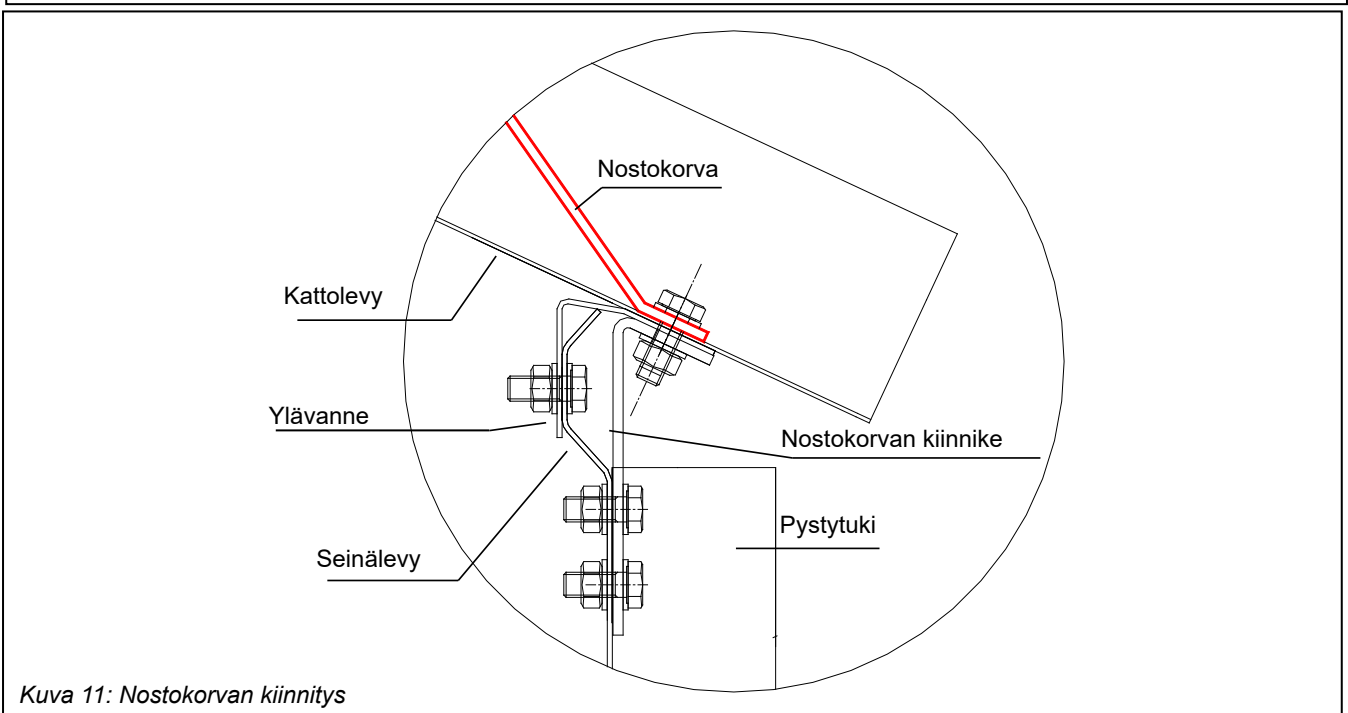 Nostokorva
Kattolevy
Ylävanne
Nostokorvan kiinnike
Pystytuki
Seinälevy
Kuva 11: Nostokorvan kiinnitys